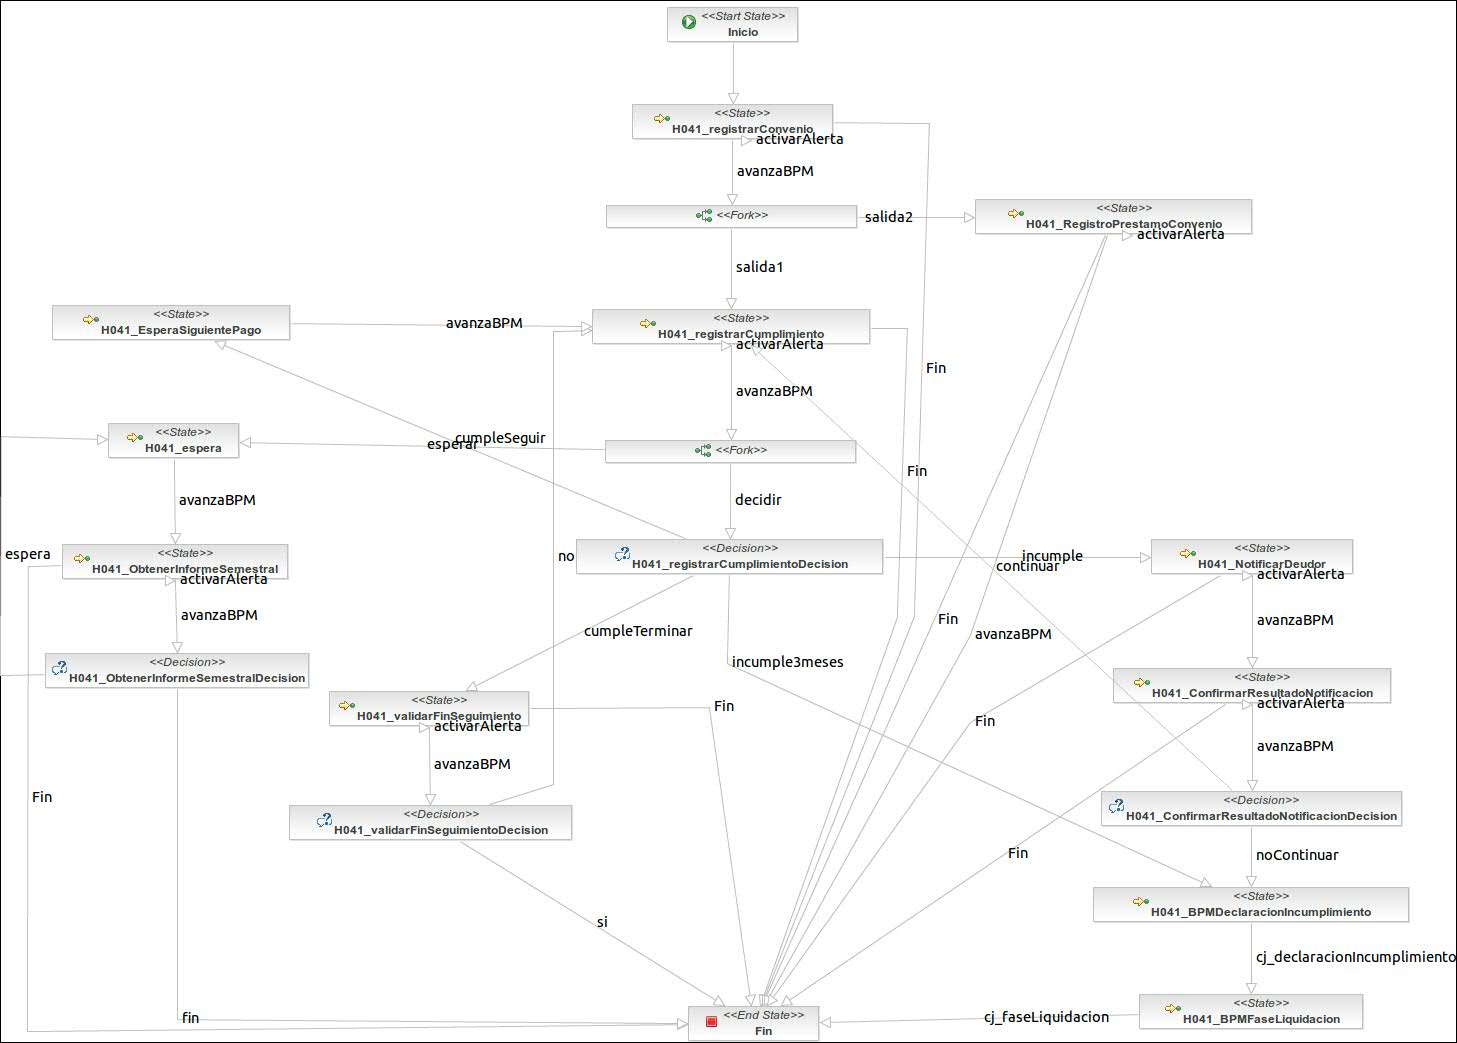 <<Start State>>
Inicio
<<State>>
H041_registrarConvenio
activarAlerta
avanzaBPM
<<Fork>>
salida2
<<State>>
H041_RegistroPrestamoConvenio
activarAlerta
salida1
<<State>>
H041_EsperaSiguientePago
avanzaBPM
<<State>>
H041_registrarCumplimiento
activarAlerta
Fin
avanzaBPM
<<State>>
H041_espera
esperar
cumpleSeguir
<<Fork>>
Fin
avanzaBPM
decidir
espera
<<State>>
H041_ObtenerInformeSemestral
activarAlerta
no
<<Decision>>
H041_registrarCumplimientoDecision
incumple
continuar
<<State>>
H041_NotificarDeudor
activarAlerta
avanzaBPM
cumpleTerminar
Fin
avanzaBPM
avanzaBPM
<<Decision>>
H041_ObtenerInformeSemestralDecision
incumple3meses
<<State>>
H041_ConfirmarResultadoNotificacion
activarAlerta
<<State>>
H041_validarFinSeguimiento
activarAlerta
Fin
Fin
avanzaBPM
avanzaBPM
Fin
<<Decision>>
H041_validarFinSeguimientoDecision
<<Decision>>
H041_ConfirmarResultadoNotificacionDecision
Fin
noContinuar
si
<<State>>
H041_BPMDeclaracionIncumplimiento
cj_declaracionIncumplimiento
fin
<<End State>>
Fin
cj_faseLiquidacion
<<State>>
H041_BPMFaseLiquidacion